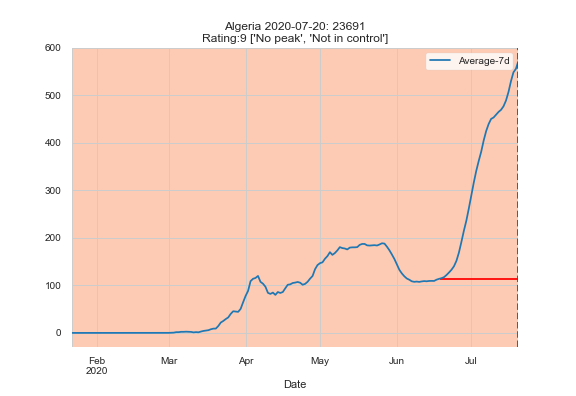 Algeria 2020-07-20: 23691
Rating:9 ['No peak', 'Not in control']
Average-7d
600
500
400
300
200
100
0
Feb
2020
Mar
Apr
May
Jun
Jul
Date